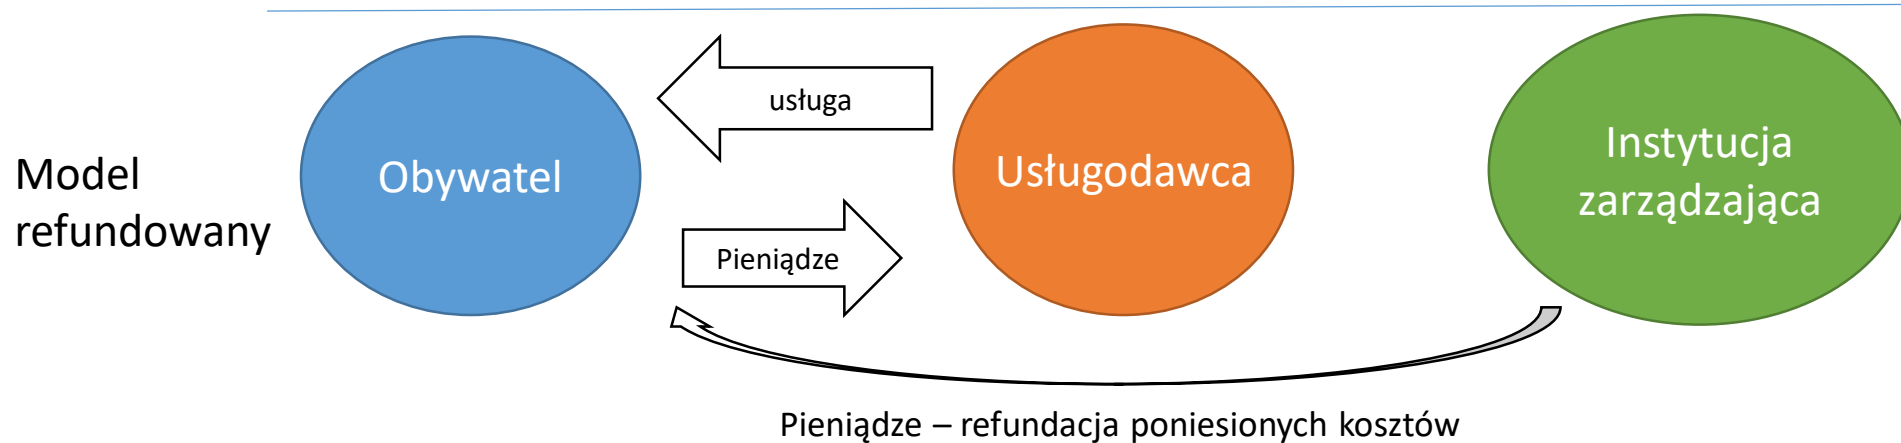 Model
refundowany
Obywatel
usługa
Pieniądze
Usługodawca
Instytucja
zarządzająca
Pieniądze – refundacja poniesionych kosztów